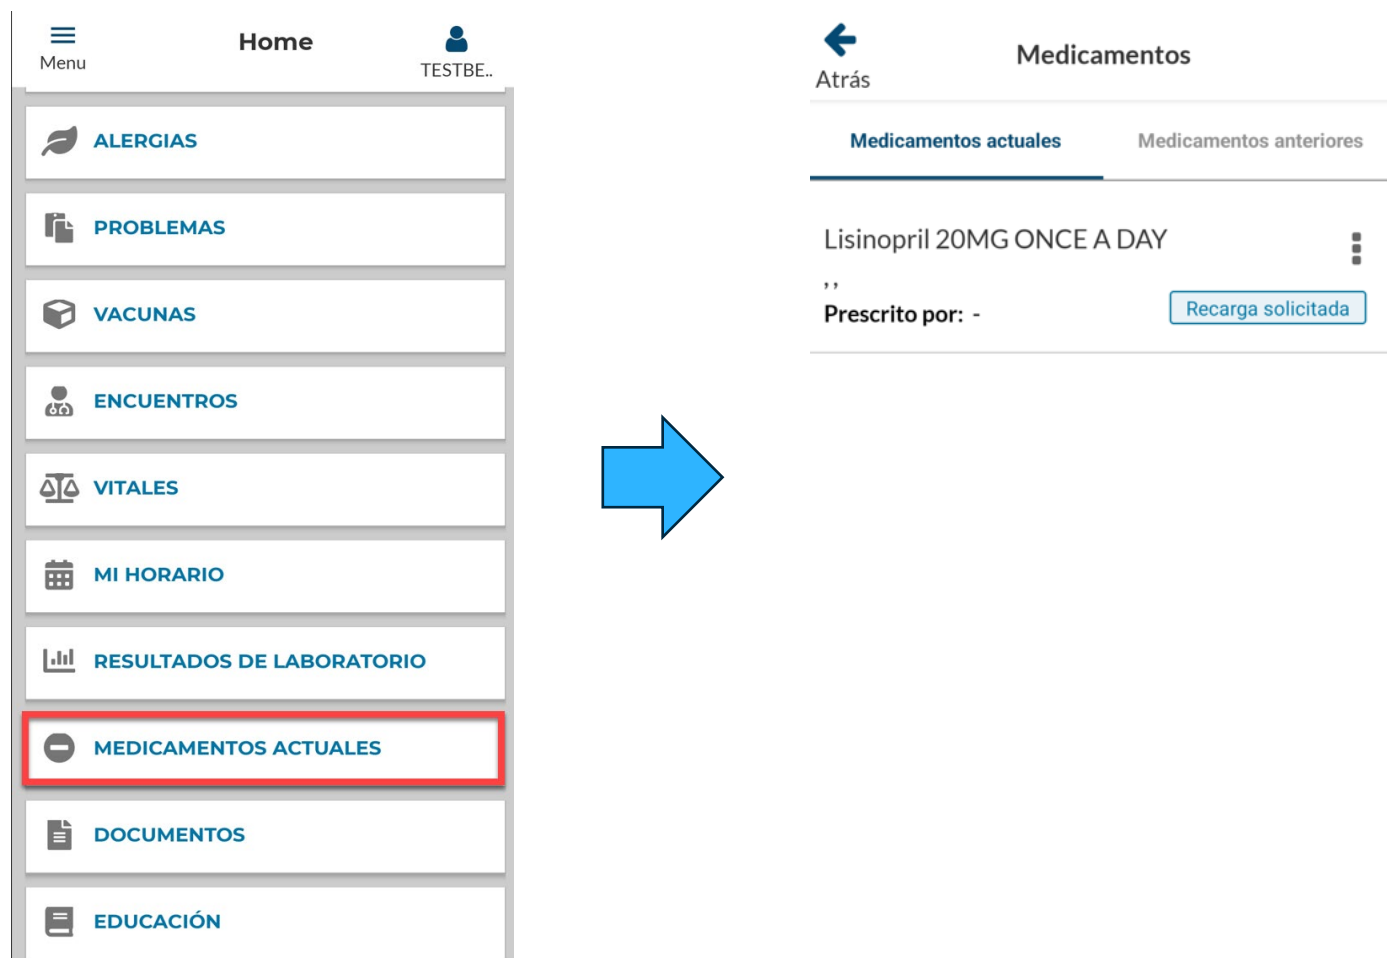 Menu
Home
TESTBE..
ALERGIAS
PROBLEMAS
VACUNAS
ENCUENTROS
VITALES
MI HORARIO
RESULTADOS DE LABORATORIO
MEDICAMENTOS ACTUALES
DOCUMENTOS
EDUCACIÓN
Atrás
Medicamentos
Medicamentos actuales
Medicamentos anteriores
Lisinopril 20MG ONCE A DAY
, ,
Prescrito por: -
Recarga solicitada